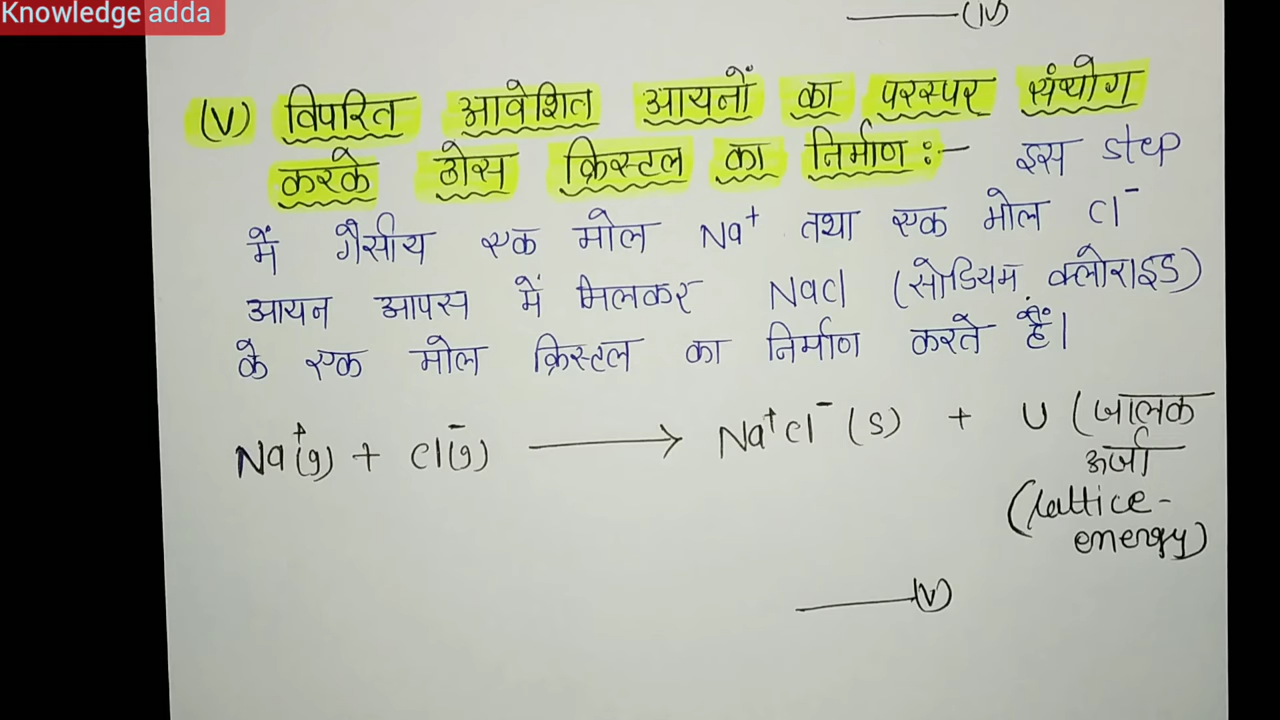 Knowledge adda
——(IV)
(V) विपरित आवेशित आयनों का परस्पर संयोग
करके ठोस क्रिस्टल का निर्माण :- इस step
में गैसीय एक मोल Na⁺ तथा एक मोल Cl⁻
आयन आपस में मिलकर NaCl (सोडियम क्लोराइड)
के एक मोल क्रिस्टल का निर्माण करते हैं।
Na⁺(g) + Cl⁻(g) ⟶ Na⁺Cl⁻(s) + U (जालक
ऊर्जा
(lattice-
energy)
——(V)